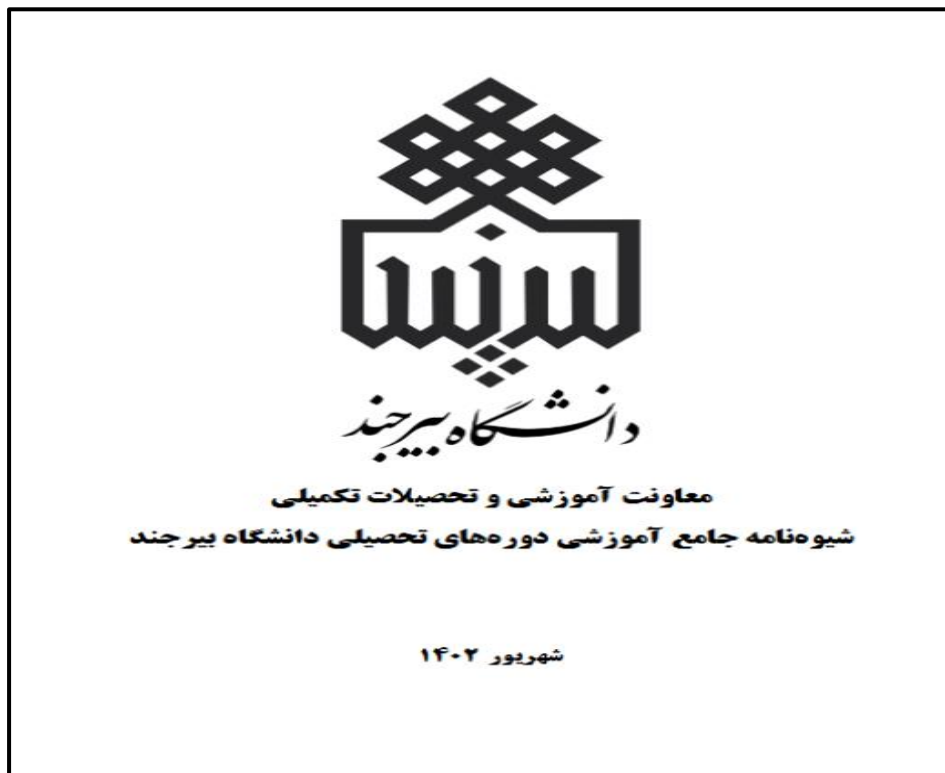 دانشگاه بیرجند
معاونت آموزشی و تحصیلات تکمیلی
شیوه‌نامه جامع آموزشی دوره‌های تحصیلی دانشگاه بیرجند
شهریور ۱۴۰۲